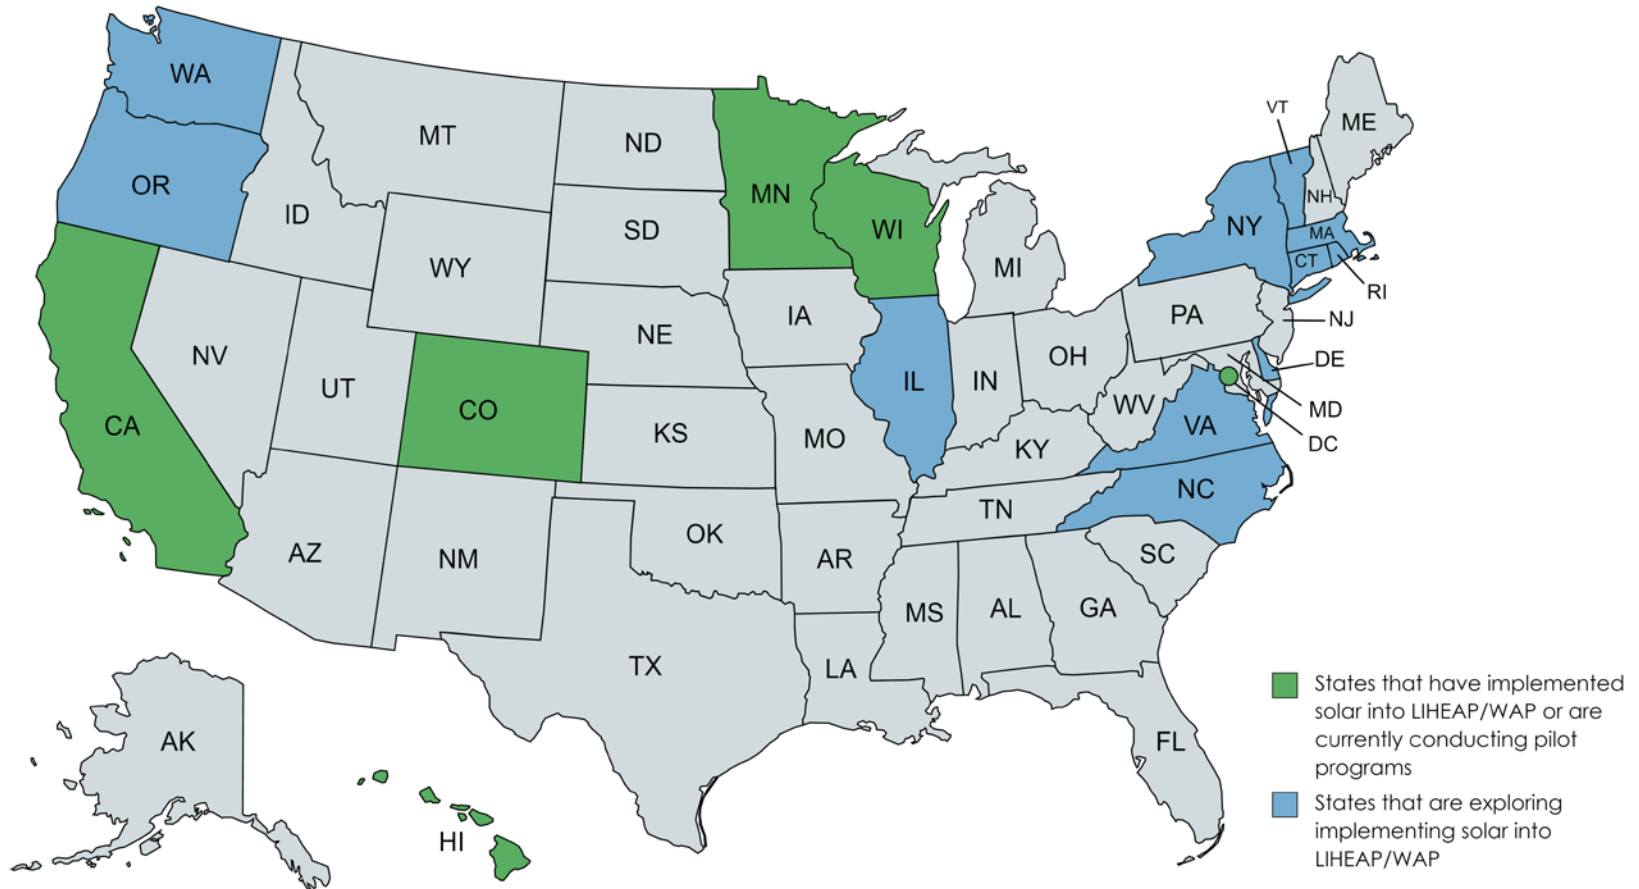 WA
OR
CA
NV
ID
MT
WY
UT
CO
AZ
NM
ND
SD
NE
KS
OK
TX
MN
IA
MO
AR
LA
WI
IL
MI
IN
OH
KY
TN
MS
AL
GA
FL
SC
NC
VA
WV
PA
NY
VT
NH
ME
MA
CT
RI
NJ
DE
MD
DC
AK
HI
States that have implemented
solar into LIHEAP/WAP or are
currently conducting pilot
programs
States that are exploring
implementing solar into
LIHEAP/WAP